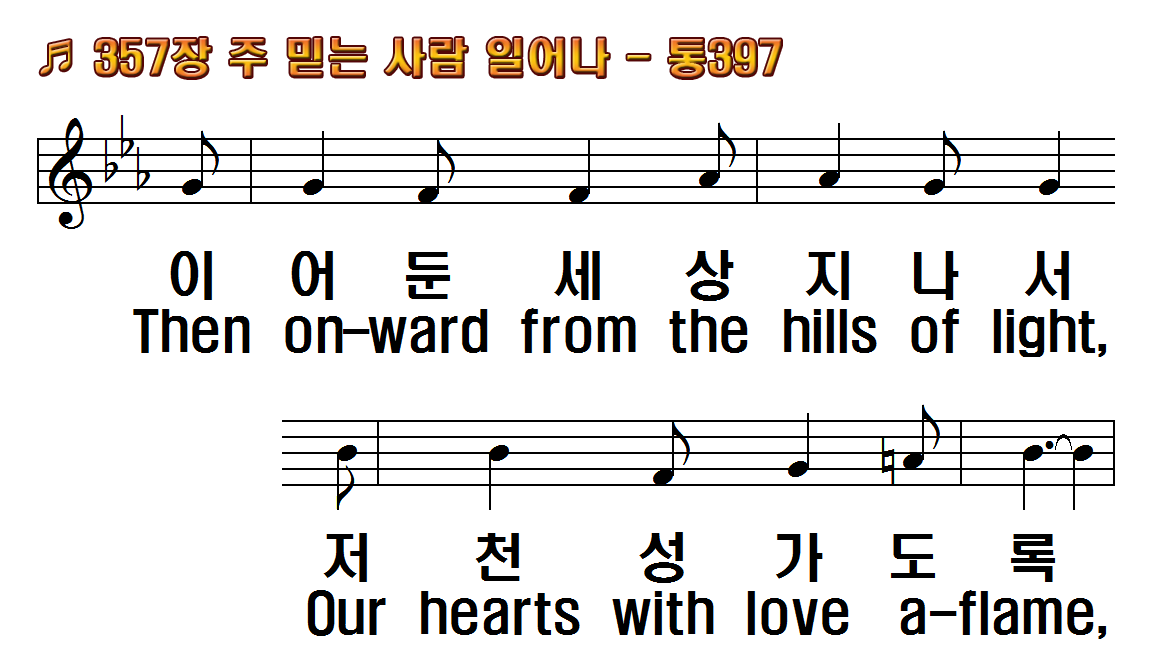 ♬ 357장 주 믿는 사람 일어나 - 통397
이 어 둔 세 상 지 나 서
Then on-ward from the hills of light,
저 천 성 가 도 록
Our hearts with love a-flame,